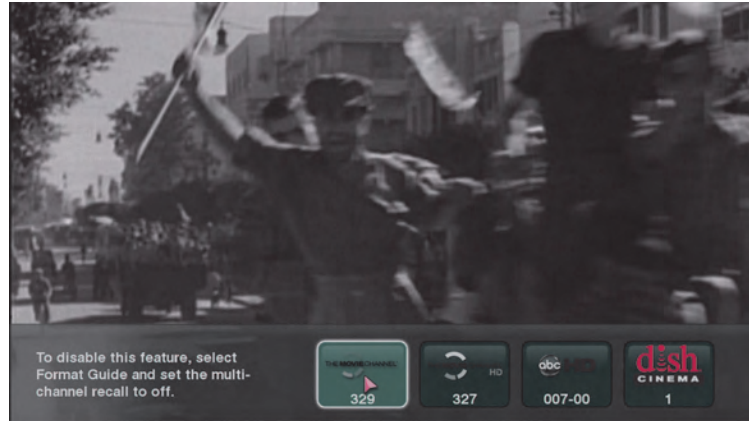 To disable this feature, select
Format Guide and set the multi-
channel recall to off.
THE MOVIE CHANNEL
329
HD
327
abc HD
007-00
dish
CINEMA
1